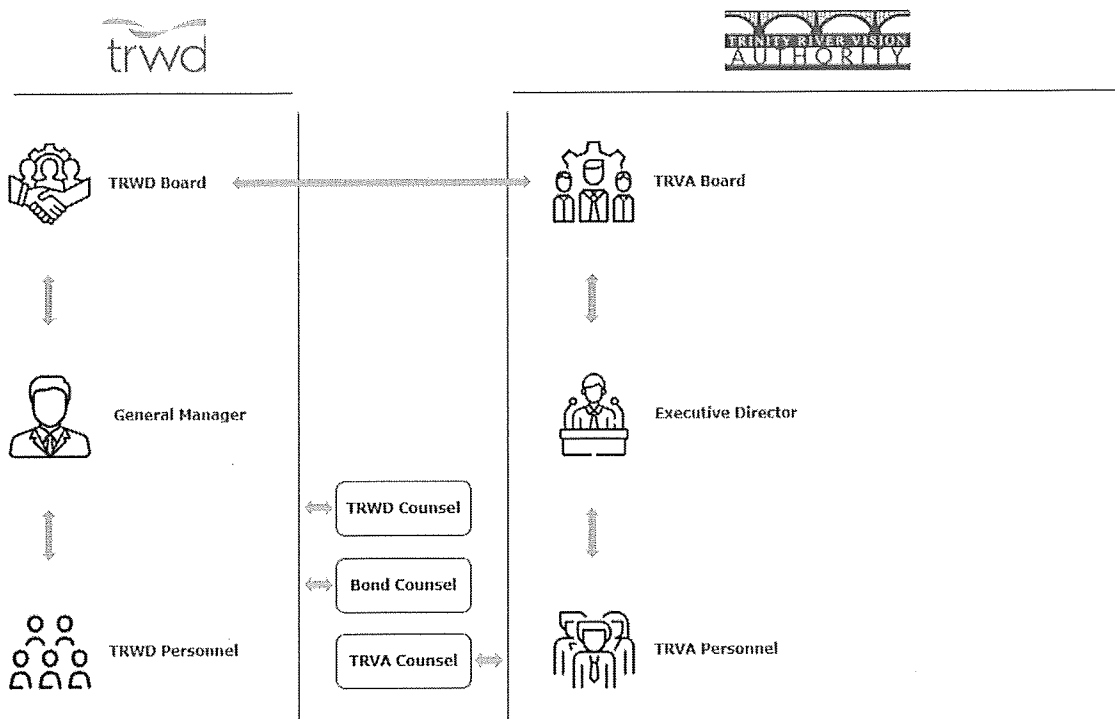 trwd
TRINITY RIVER VISION
AUTHORITY
TRWD Board
TRVA Board
General Manager
Executive Director
TRWD Counsel
Bond Counsel
TRVA Counsel
TRWD Personnel
TRVA Personnel